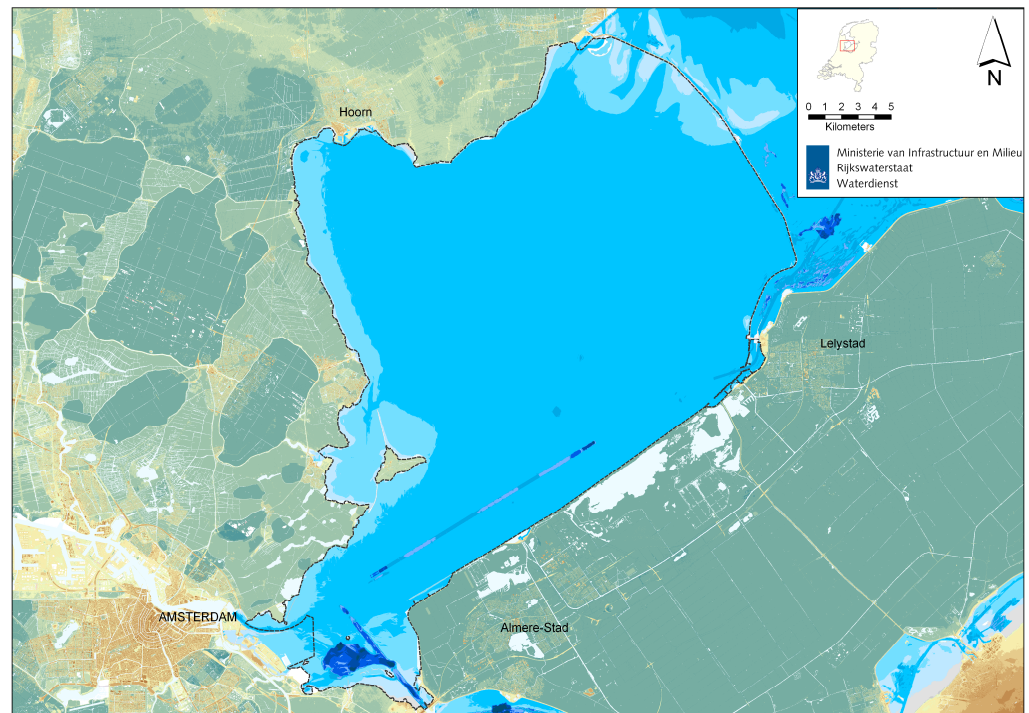 Hoorn
N
0 1 2 3 4 5
Kilometers
Ministerie van Infrastructuur en Milieu
Rijkswaterstaat
Waterdienst
Lelystad
AMSTERDAM
Almere-Stad